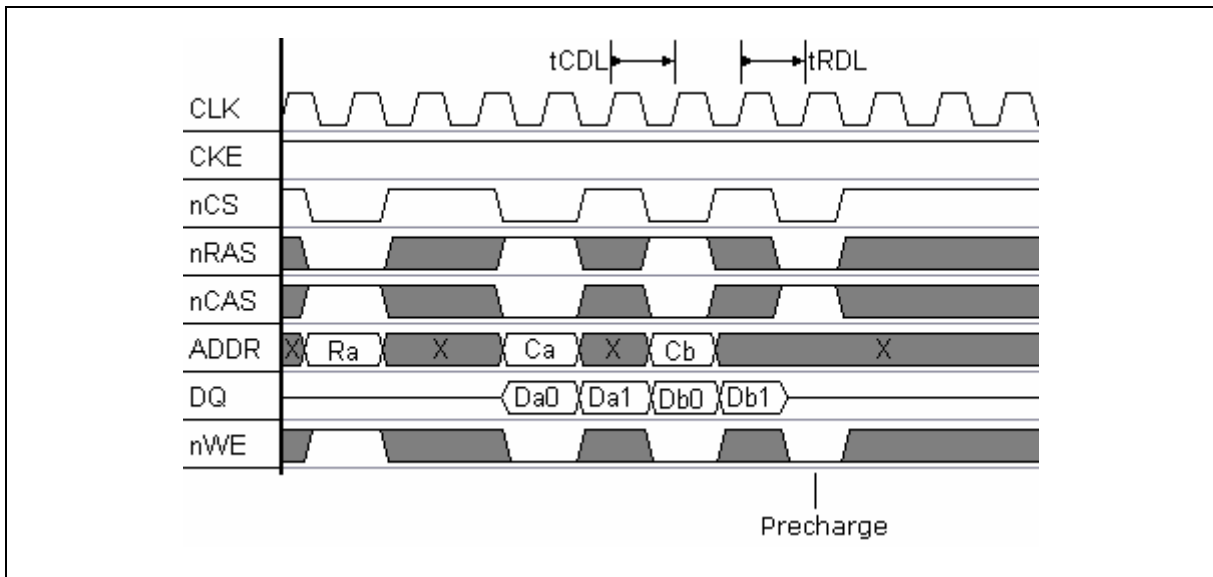 tCDL tRDL
CLK
CKE
nCS
nRAS
nCAS
ADDR X Ra X Ca X Cb X
DQ Da0 Da1 Db0 Db1
nWE
Precharge